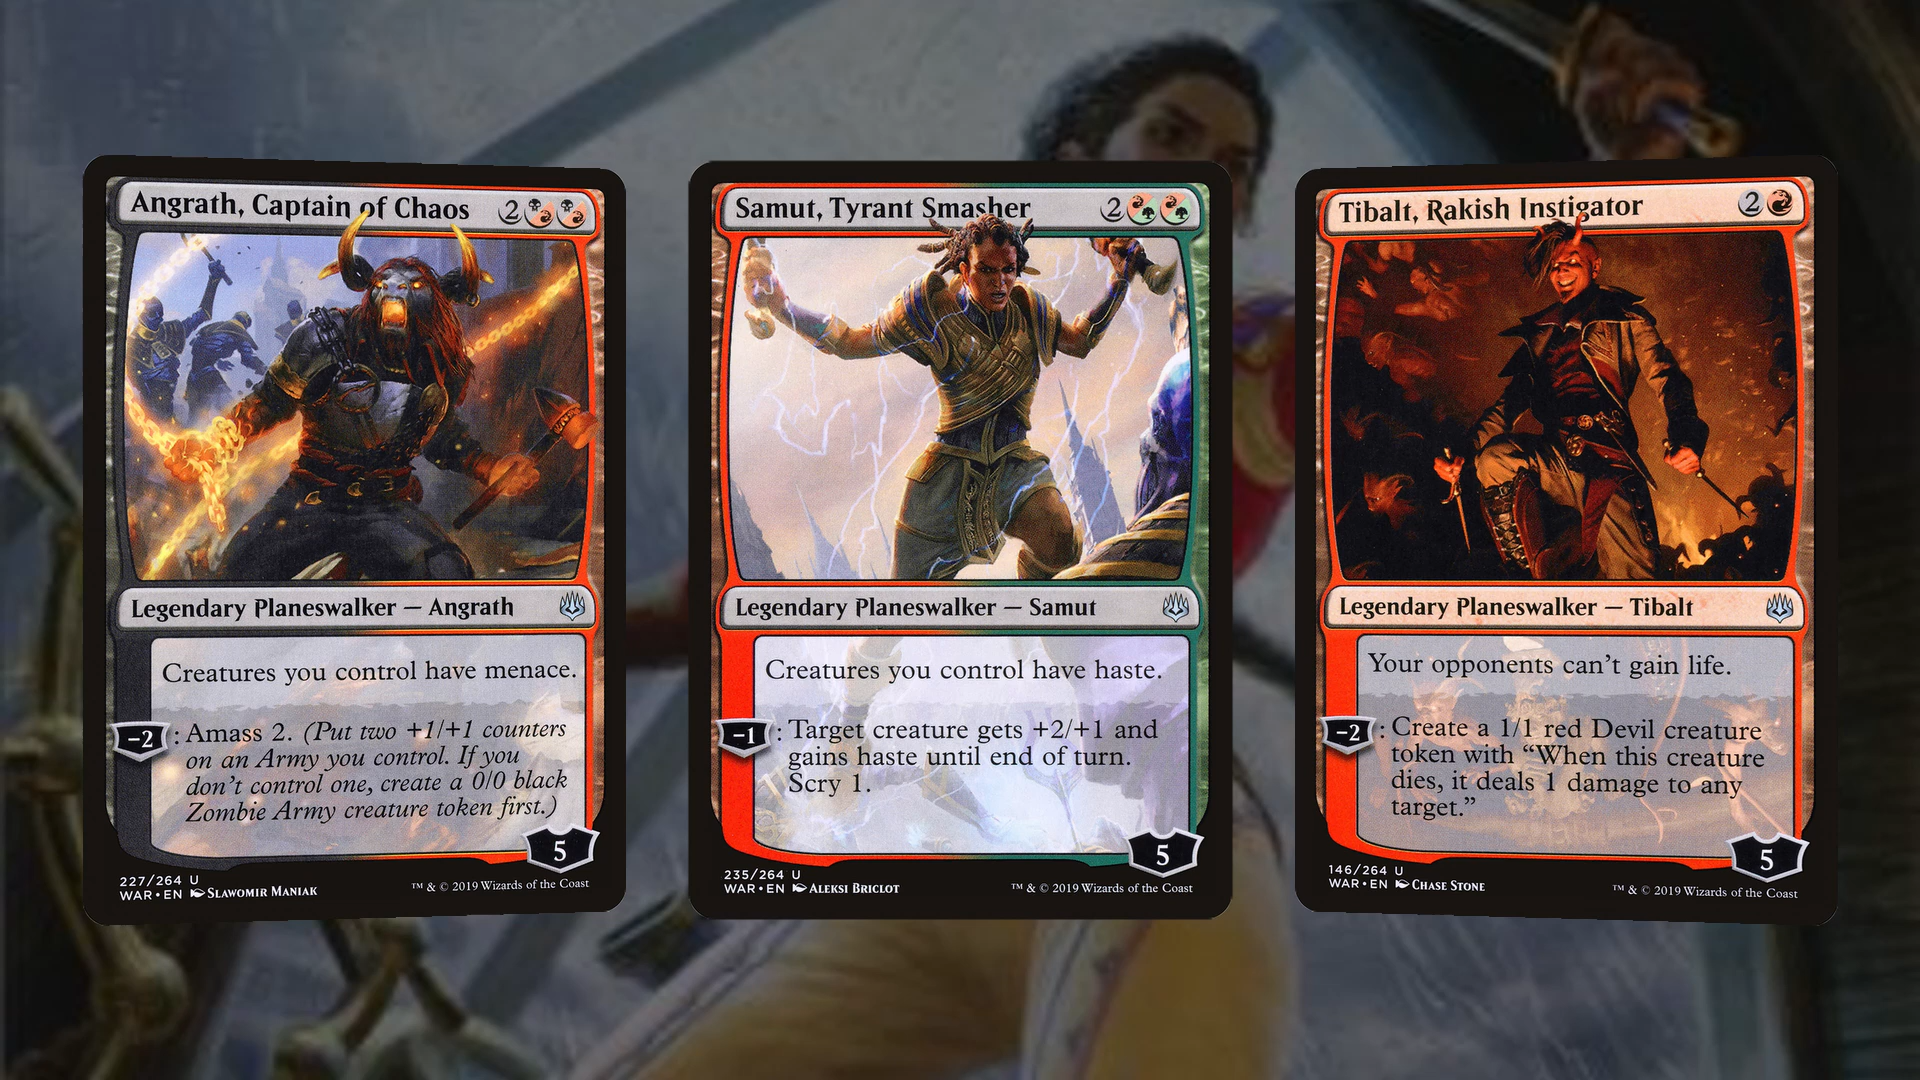 Angrath, Captain of Chaos 2
Legendary Planeswalker — Angrath
Creatures you control have menace.
−2: Amass 2. (Put two +1/+1 counters
on an Army you control. If you
don't control one, create a 0/0 black
Zombie Army creature token first.)
5
227/264 U
WAR • EN SLAWOMIR MANIAK
™ & © 2019 Wizards of the Coast
Samut, Tyrant Smasher 2
Legendary Planeswalker — Samut
Creatures you control have haste.
−1: Target creature gets +2/+1 and
gains haste until end of turn.
Scry 1.
5
235/264 U
WAR • EN ALEKSI BRICLOT
™ & © 2019 Wizards of the Coast
Tibalt, Rakish Instigator 2
Legendary Planeswalker — Tibalt
Your opponents can't gain life.
−2: Create a 1/1 red Devil creature
token with “When this creature
dies, it deals 1 damage to any
target.”
5
146/264 U
WAR • EN CHASE STONE
™ & © 2019 Wizards of the Coast